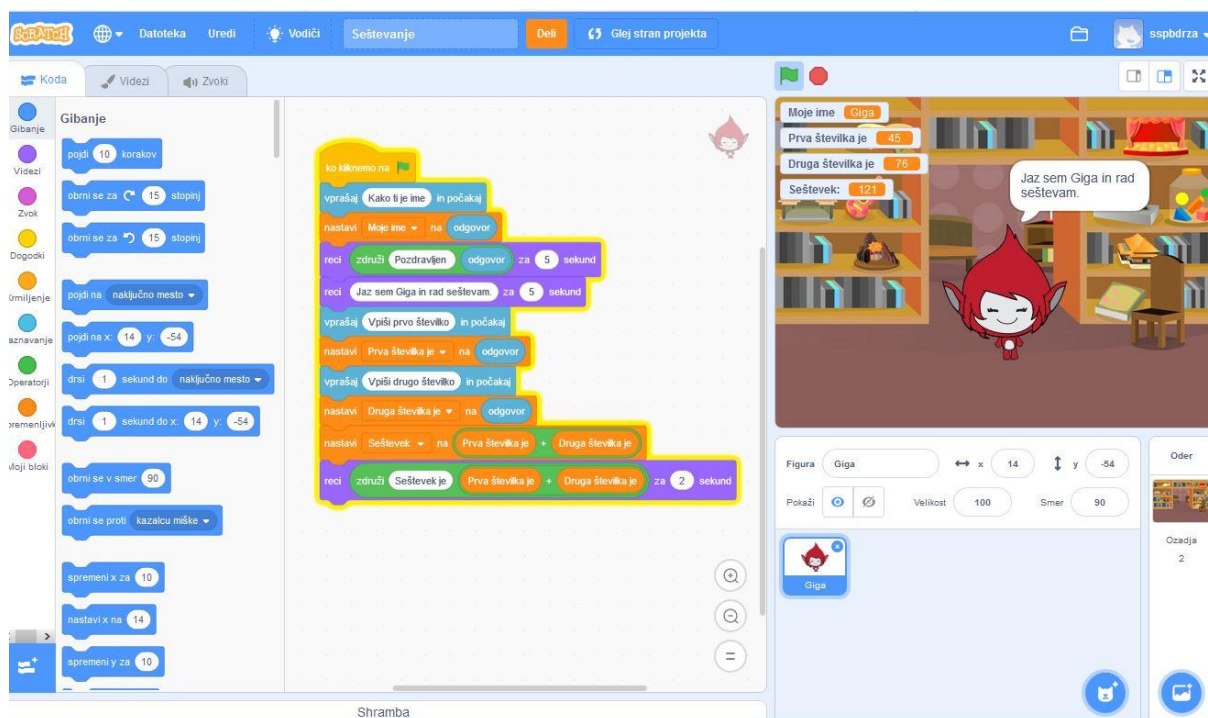 SCRATCH
Datoteka Uredi Vodiči Seštevanje Deli Glej stran projekta sspbdrza
Koda Videzi Zvoki
Gibanje
Videzi
Zvok
Dogodki
Krmiljenje
Operatorji
Moji bloki
Gibanje
pojdi 10 korakov
obrni se za 15 stopinj
obrni se za 15 stopinj
pojdi na naključno mesto
pojdi na x: 14 y: -54
drsi 1 sekund do naključno mesto
drsi 1 sekund do x: 14 y: -54
obrni se v smer 90
obrni se proti kazalcu miške
spremeni x za 10
nastavi x na 14
spremeni y za 10
ko kliknemo na
vprašaj Kako ti je ime in počakaj
nastavi Moje ime na odgovor
reci združi Pozdravljen odgovor za 5 sekund
reci Jaz sem Giga in rad seštevam. za 5 sekund
vprašaj Vpiši prvo številko in počakaj
nastavi Prva številka je na odgovor
vprašaj Vpiši drugo številko in počakaj
nastavi Druga številka je na odgovor
nastavi Seštevek: na Prva številka je + Druga številka je
reci združi Seštevek je Prva številka je + Druga številka je za 2 sekund
Shramba
Moje ime Giga
Prva številka je 45
Druga številka je 76
Seštevek: 121
Jaz sem Giga in rad
seštevam.
Figura Giga x 14 y -54
Pokaži Velikost 100 Smer 90
Giga
Oder
Ozadja
2